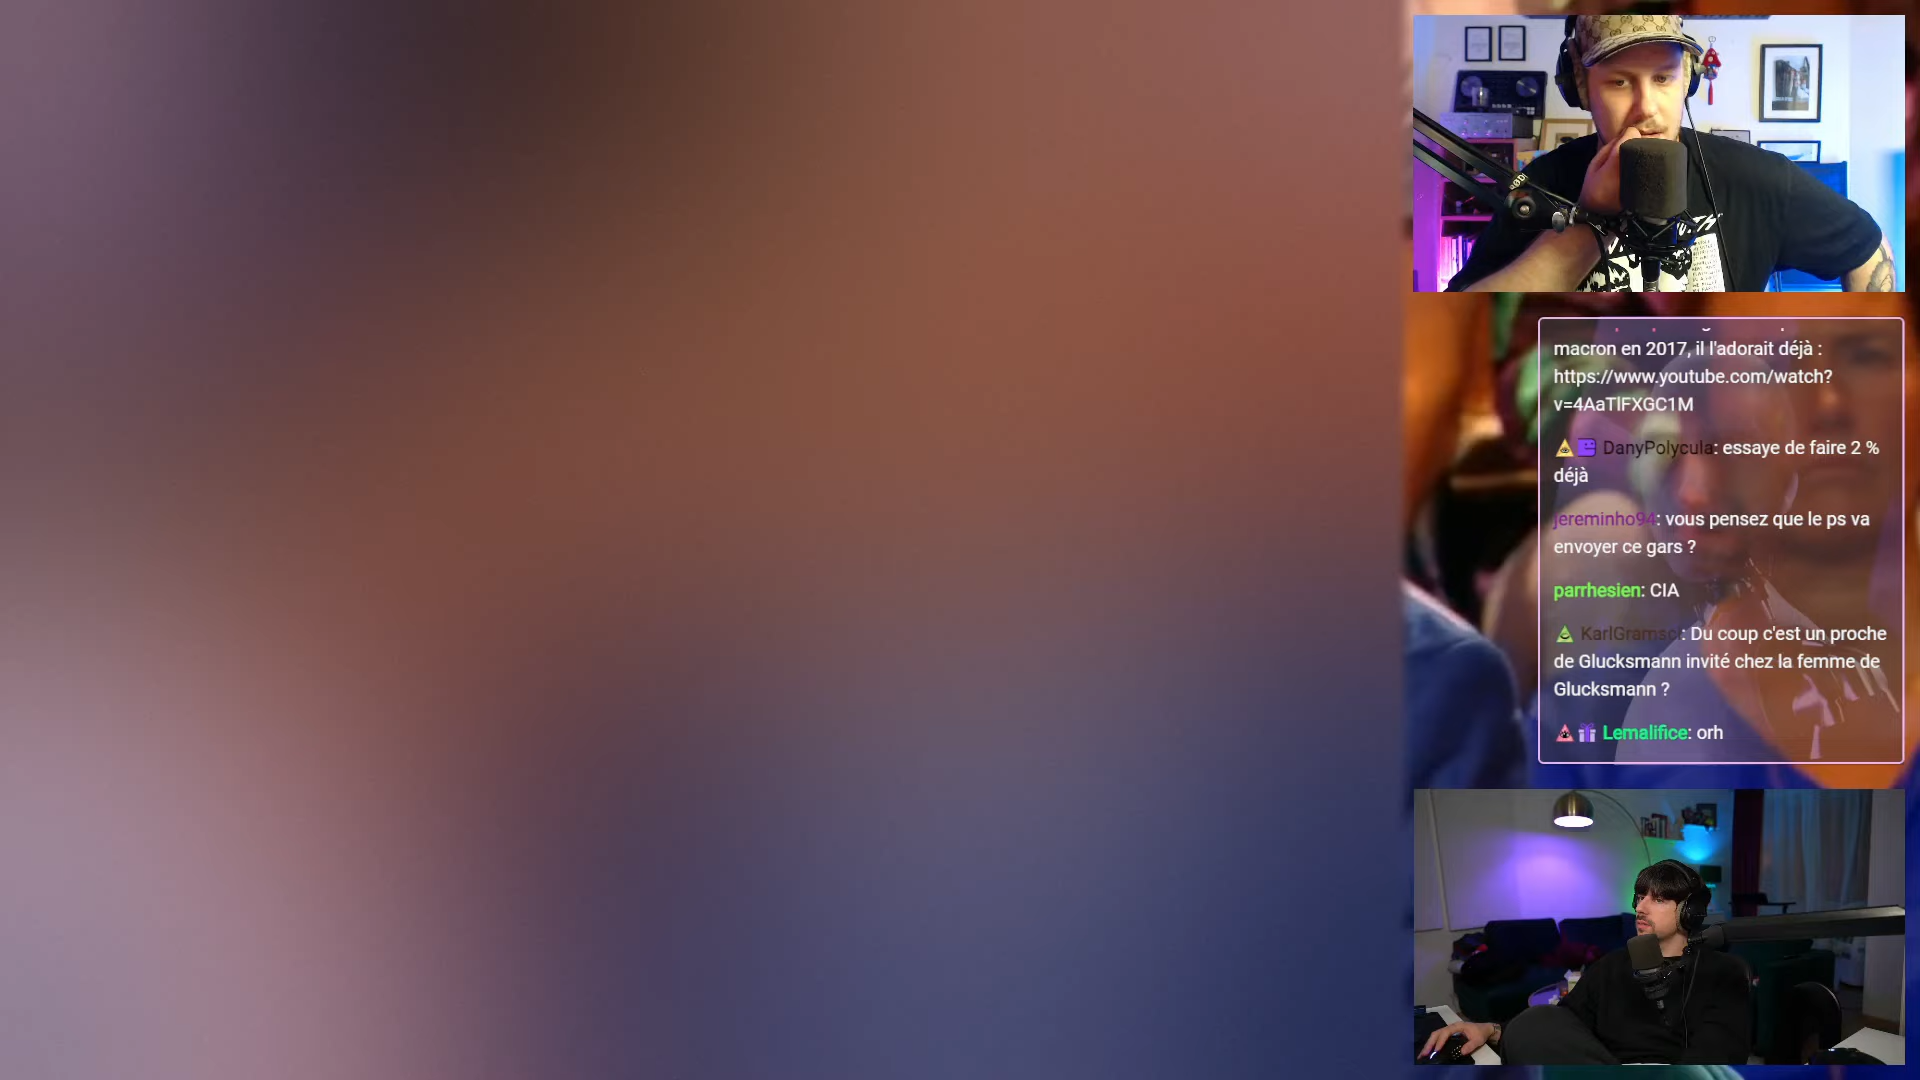 macron en 2017, il l'adorait déjà :
https://www.youtube.com/watch?
v=4AaTlFXGC1M
DanyPolycula: essaye de faire 2 %
déjà
jereminho94: vous pensez que le ps va
envoyer ce gars ?
parrhesien: CIA
KarlGramsci: Du coup c'est un proche
de Glucksmann invité chez la femme de
Glucksmann ?
Lemalifice: orh